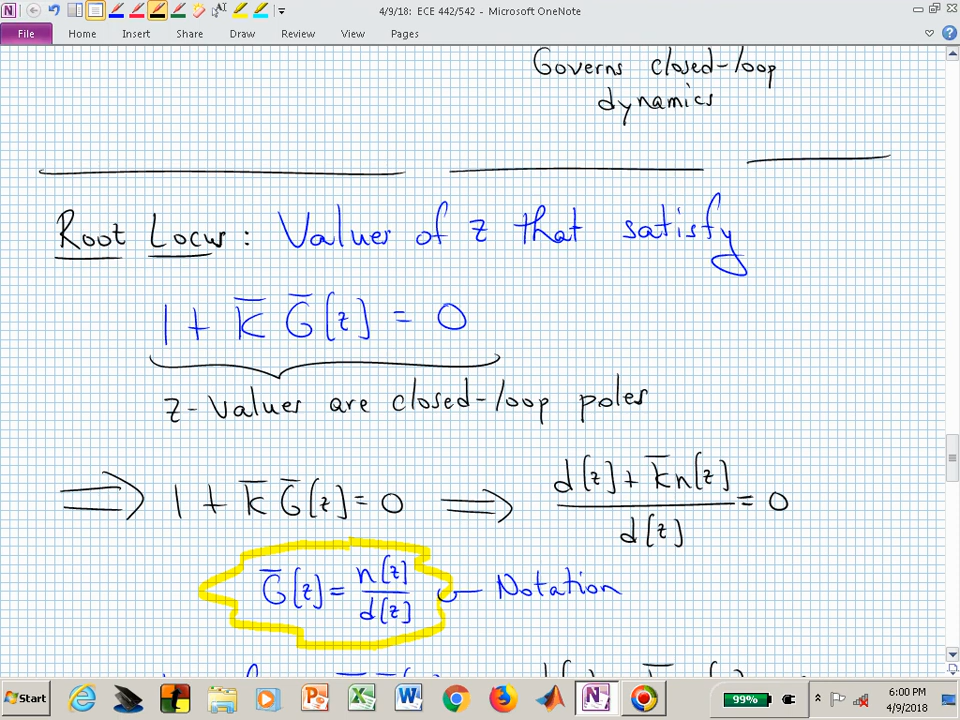 4/9/18: ECE 442/542 - Microsoft OneNote
File Home Insert Share Draw Review View Pages
Governs closed-loop
dynamics
Root Locus: Values of z that satisfy
1 + K̅ G̅[z] = 0
z-values are closed-loop poles
⟹ 1 + K̅ G̅[z] = 0 ⟹ d[z] + K̅n[z] / d[z] = 0
G̅[z] = n[z] / d[z] ← Notation
Start
99%
6:00 PM
4/9/2018